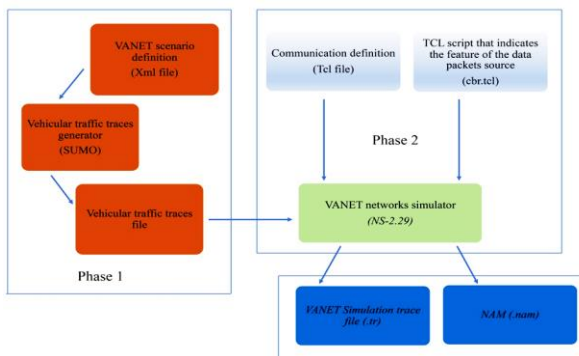 VANET scenario
definition
(Xml file)
Vehicular traffic traces
generator
(SUMO)
Vehicular traffic traces
file
Phase 1
Communication definition
(Tcl file)
TCL script that indicates
the feature of the data
packets source
(cbr.tcl)
Phase 2
VANET networks simulator
(NS-2.29)
VANET Simulation trace
file (.tr)
NAM (.nam)